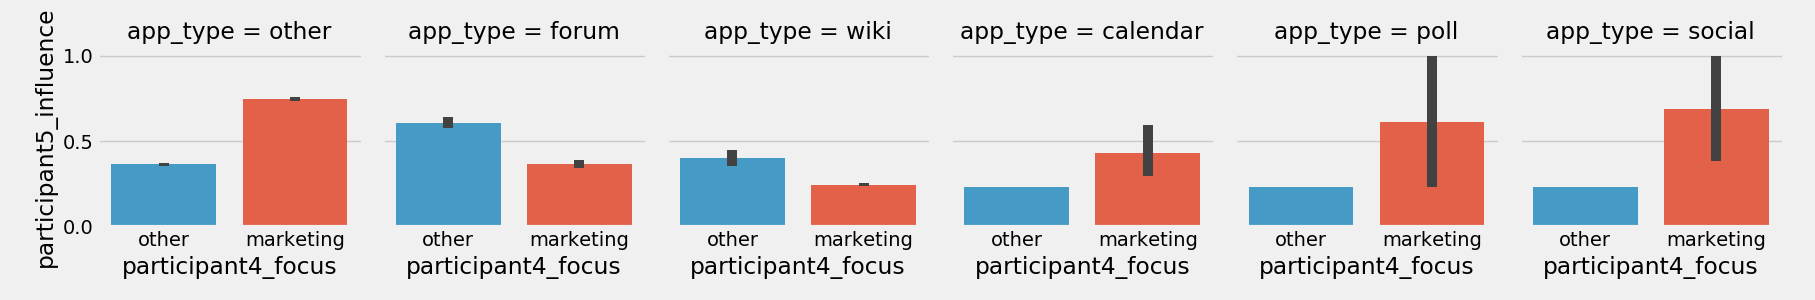 app_type = other
app_type = forum
app_type = wiki
app_type = calendar
app_type = poll
app_type = social
participant5_influence
1.0
0.5
0.0
other marketing
other marketing
other marketing
other marketing
other marketing
other marketing
participant4_focus
participant4_focus
participant4_focus
participant4_focus
participant4_focus
participant4_focus